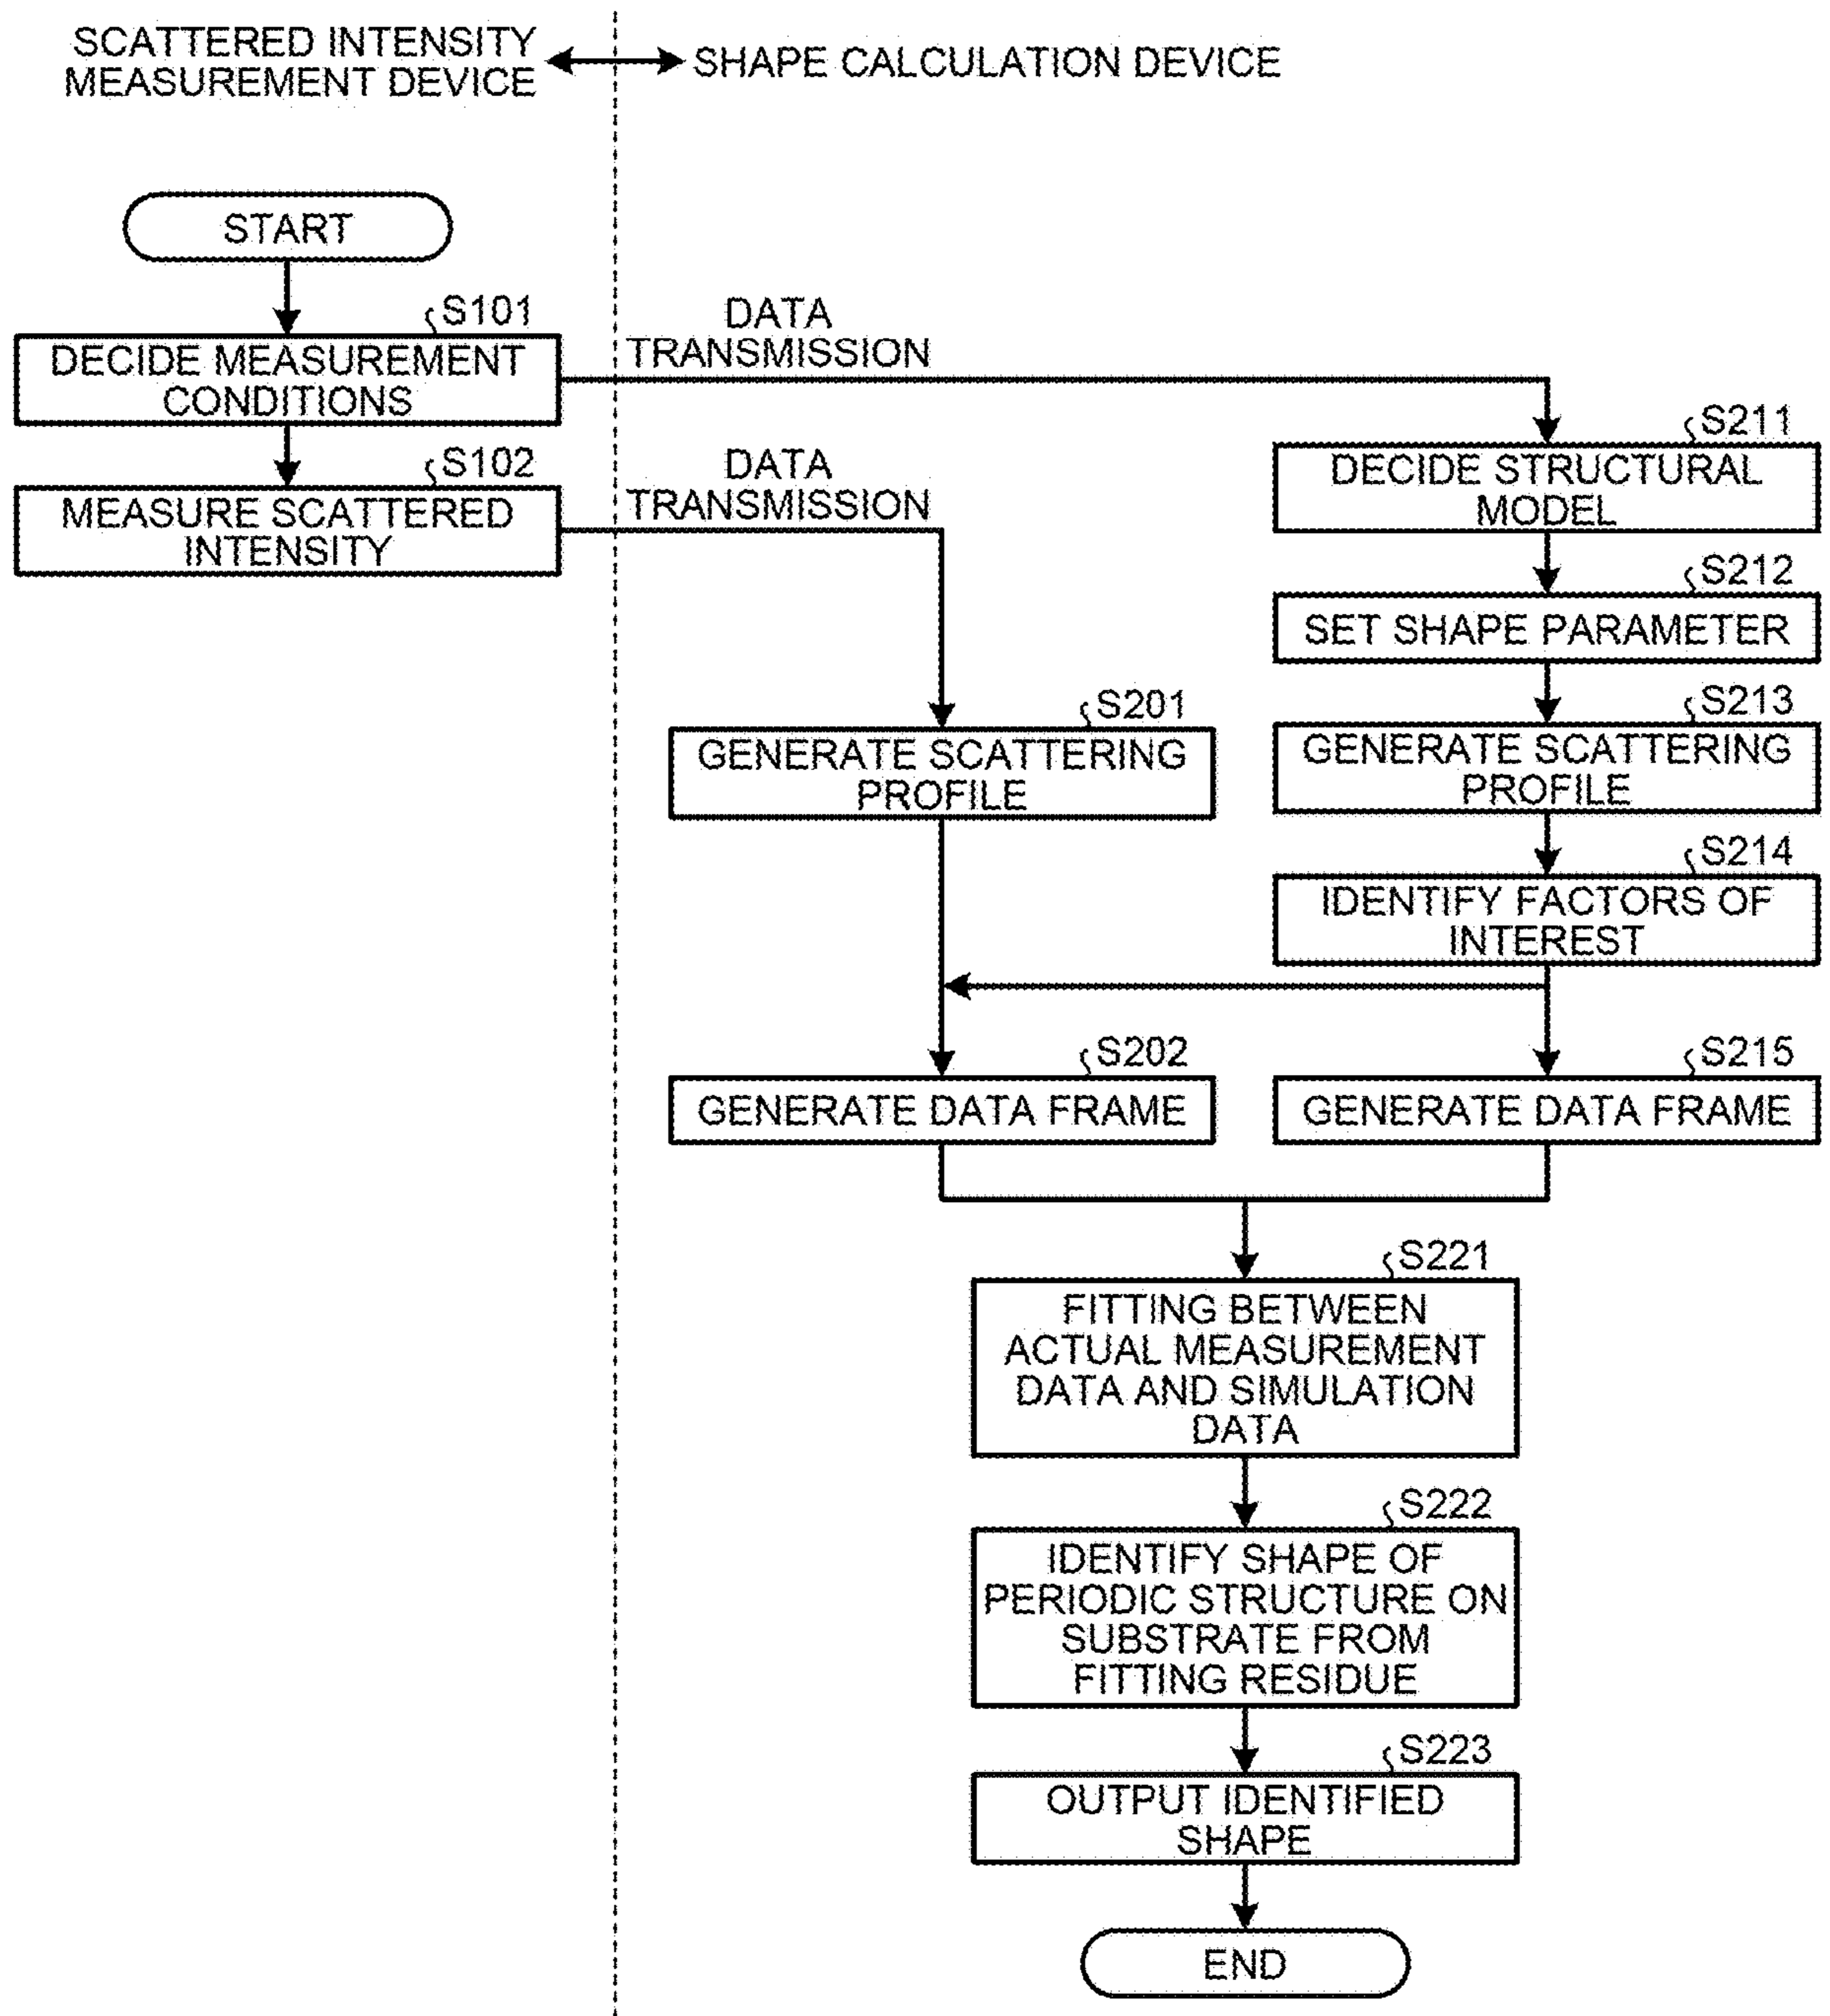 SCATTERED INTENSITY
MEASUREMENT DEVICE
SHAPE CALCULATION DEVICE
START
S101
DECIDE MEASUREMENT
CONDITIONS
DATA
TRANSMISSION
S102
MEASURE SCATTERED
INTENSITY
DATA
TRANSMISSION
S211
DECIDE STRUCTURAL
MODEL
S212
SET SHAPE PARAMETER
S201
GENERATE SCATTERING
PROFILE
S213
GENERATE SCATTERING
PROFILE
S214
IDENTIFY FACTORS OF
INTEREST
S202
GENERATE DATA FRAME
S215
GENERATE DATA FRAME
S221
FITTING BETWEEN
ACTUAL MEASUREMENT
DATA AND SIMULATION
DATA
S222
IDENTIFY SHAPE OF
PERIODIC STRUCTURE ON
SUBSTRATE FROM
FITTING RESIDUE
S223
OUTPUT IDENTIFIED
SHAPE
END